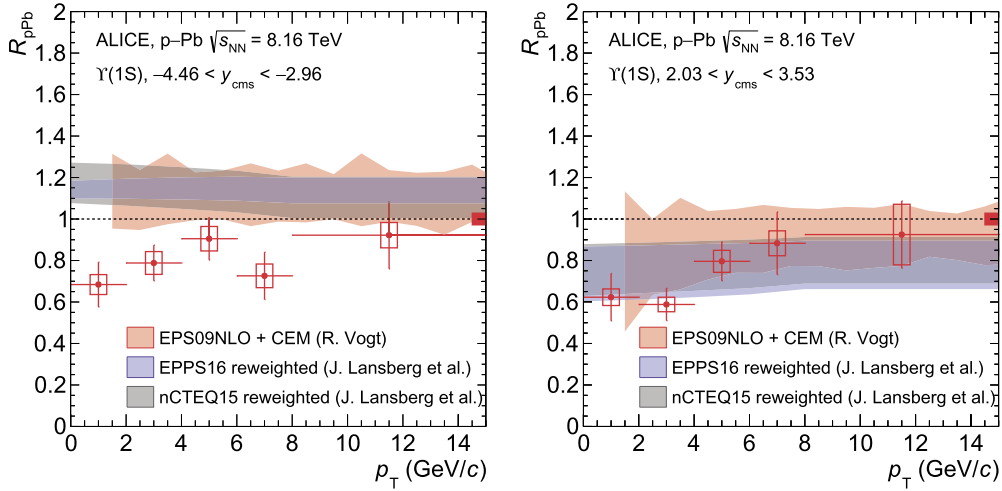 R_pPb
2
1.8
1.6
1.4
1.2
1
0.8
0.6
0.4
0.2
0
ALICE, p–Pb √s_NN = 8.16 TeV
ϒ(1S), –4.46 < y_cms < –2.96
EPS09NLO + CEM (R. Vogt)
EPPS16 reweighted (J. Lansberg et al.)
nCTEQ15 reweighted (J. Lansberg et al.)
0 2 4 6 8 10 12 14
p_T (GeV/c)
R_pPb
2
1.8
1.6
1.4
1.2
1
0.8
0.6
0.4
0.2
0
ALICE, p–Pb √s_NN = 8.16 TeV
ϒ(1S), 2.03 < y_cms < 3.53
EPS09NLO + CEM (R. Vogt)
EPPS16 reweighted (J. Lansberg et al.)
nCTEQ15 reweighted (J. Lansberg et al.)
0 2 4 6 8 10 12 14
p_T (GeV/c)